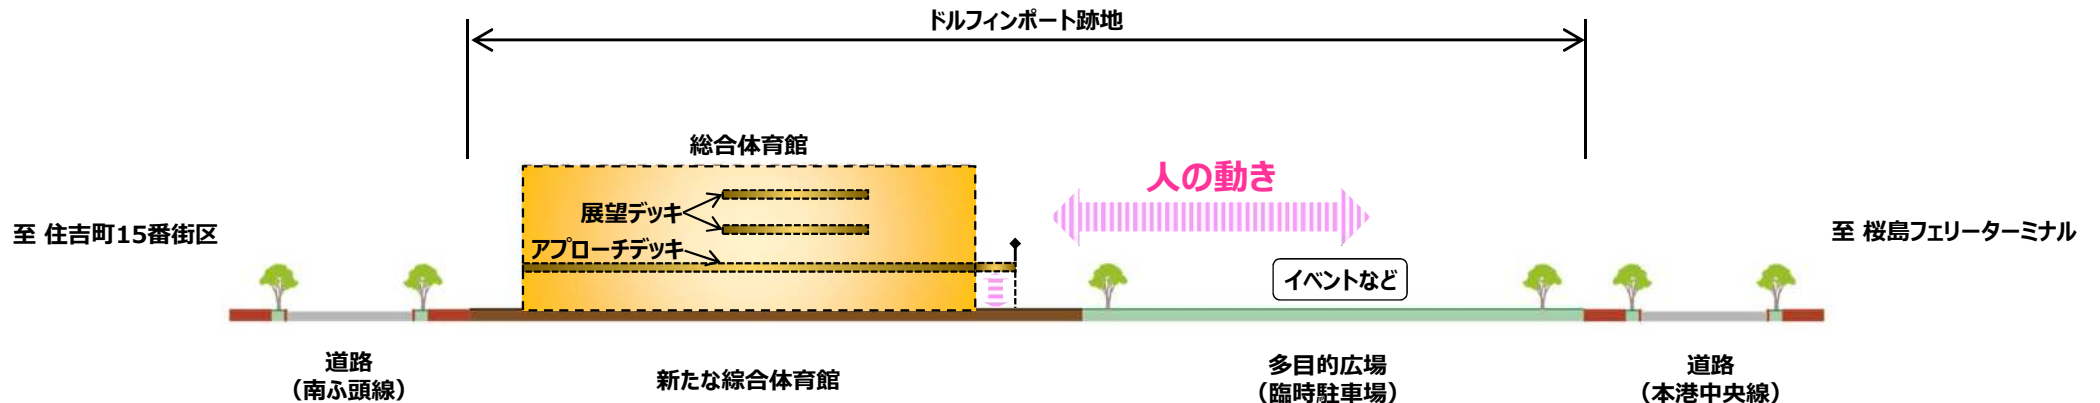 ドルフィンポート跡地
総合体育館
人の動き
展望デッキ
至 住吉町15番街区
至 桜島フェリーターミナル
アプローチデッキ
イベントなど
道路
（南ふ頭線）
新たな総合体育館
多目的広場
（臨時駐車場）
道路
（本港中央線）